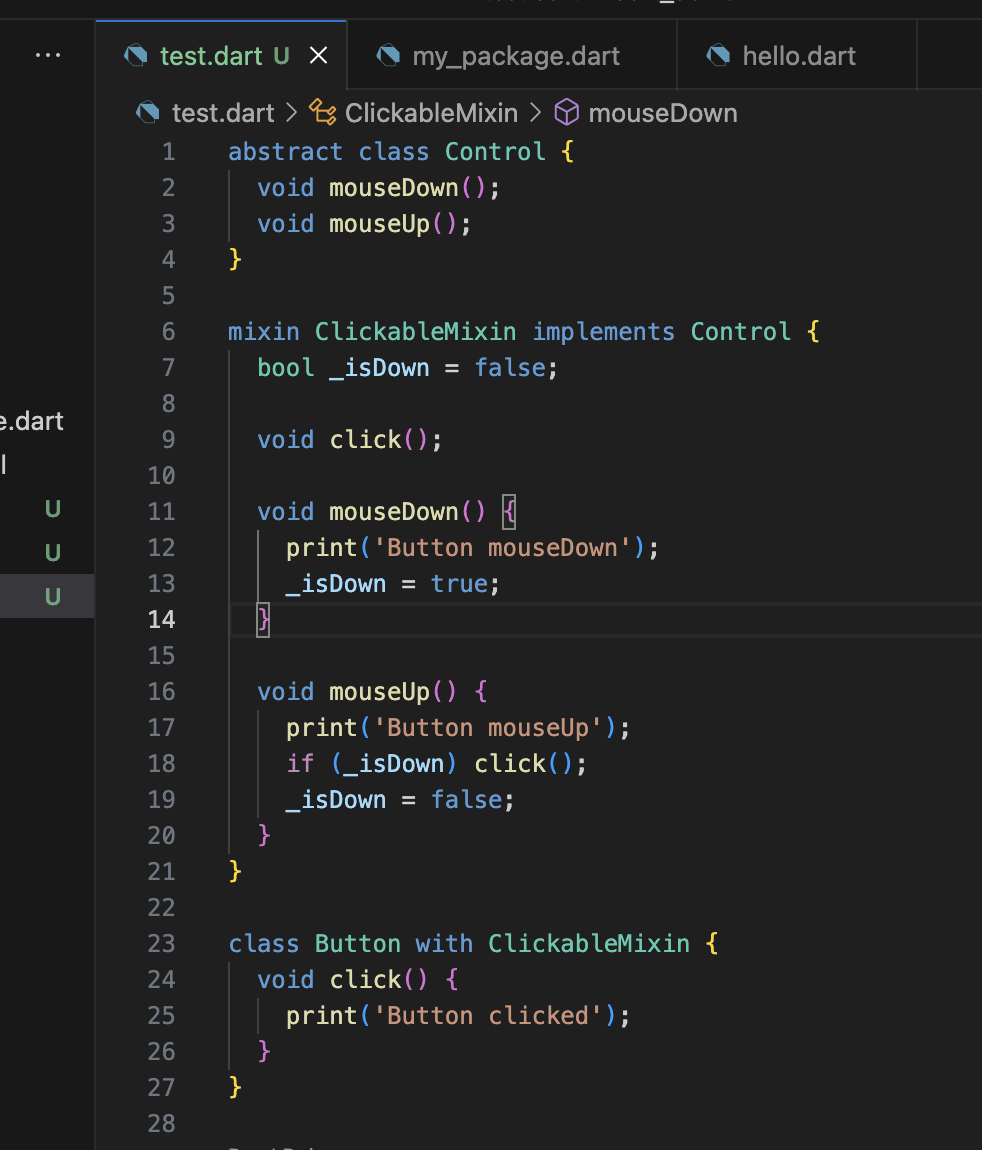 test.dart U
my_package.dart
hello.dart
test.dart > ClickableMixin > mouseDown
1 abstract class Control {
2   void mouseDown();
3   void mouseUp();
4 }
5
6 mixin ClickableMixin implements Control {
7   bool _isDown = false;
8
9   void click();
10
11   void mouseDown() {
12     print('Button mouseDown');
13     _isDown = true;
14   }
15
16   void mouseUp() {
17     print('Button mouseUp');
18     if (_isDown) click();
19     _isDown = false;
20   }
21 }
22
23 class Button with ClickableMixin {
24   void click() {
25     print('Button clicked');
26   }
27 }
28
e.dart
U
U
U